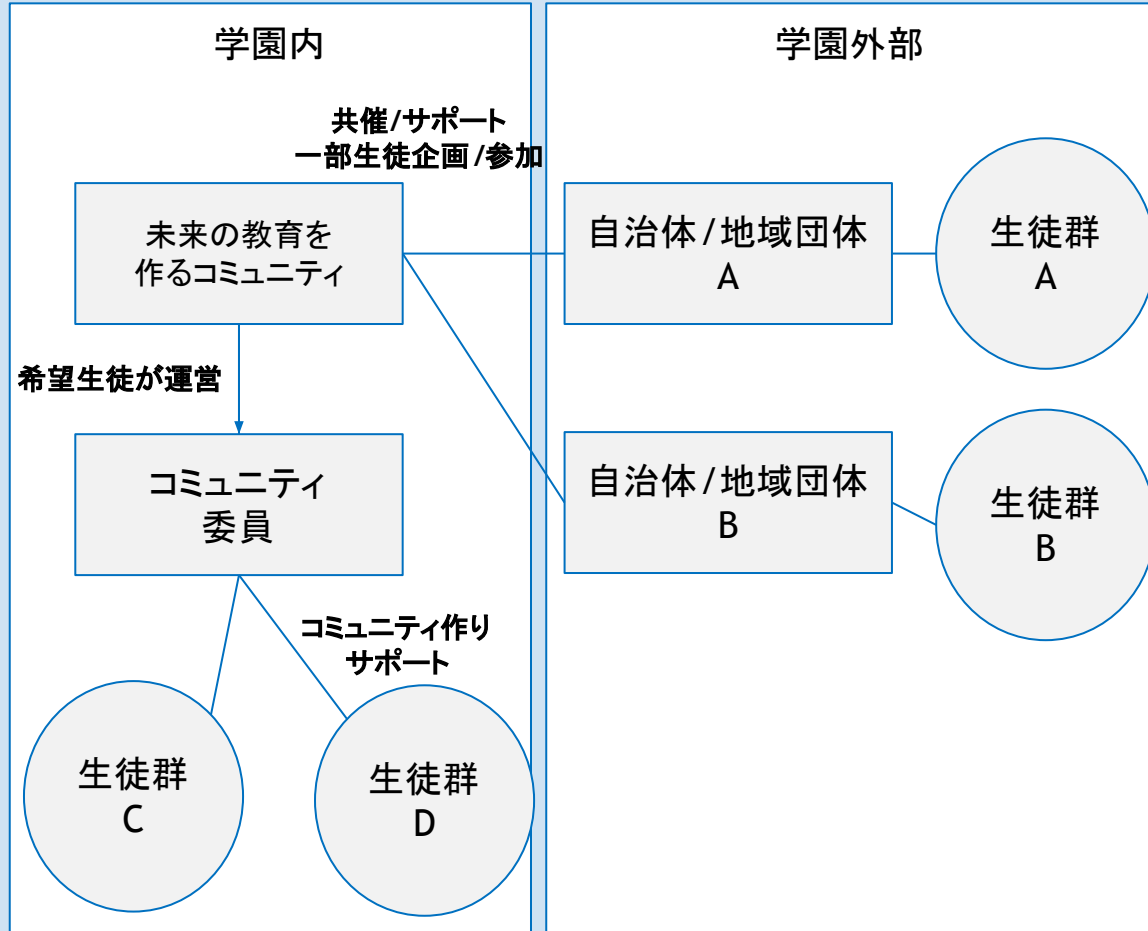 学園内
学園外部
共催/サポート
一部生徒企画/参加
未来の教育を
作るコミュニティ
自治体/地域団体
A
生徒群
A
希望生徒が運営
コミュニティ
委員
自治体/地域団体
B
生徒群
B
コミュニティ作り
サポート
生徒群
C
生徒群
D